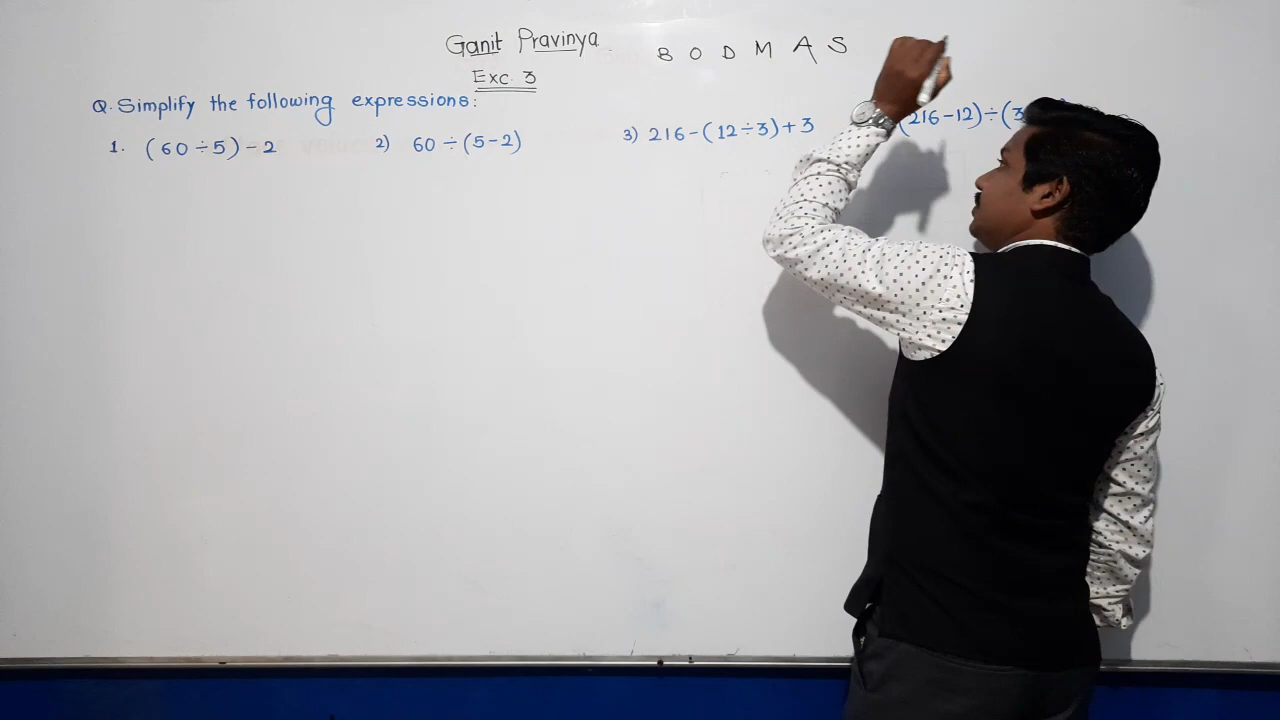 Ganit Pravinya. B O D M A S
Exc. 3
Q. Simplify the following expressions:
1. (60 ÷ 5) - 2
2) 60 ÷ (5 - 2)
3) 216 - (12 ÷ 3) + 3
(216 - 12) ÷ (3